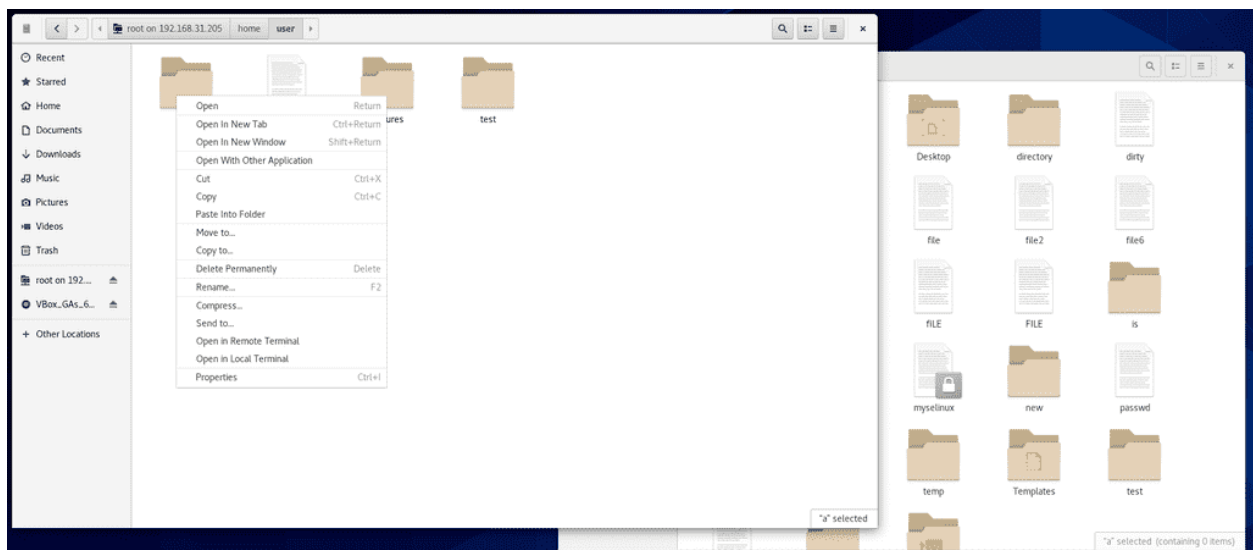 root on 192.168.31.205 home user
Recent
Starred
Home
Documents
Downloads
Music
Pictures
Videos
Trash
root on 192....
VBox_GAs_6...
+ Other Locations
ures
test
Open Return
Open In New Tab Ctrl+Return
Open In New Window Shift+Return
Open With Other Application
Cut Ctrl+X
Copy Ctrl+C
Paste Into Folder
Move to...
Copy to...
Delete Permanently Delete
Rename... F2
Compress...
Send to...
Open in Remote Terminal
Open in Local Terminal
Properties Ctrl+I
"a" selected
Desktop directory dirty
file file2 file6
fILE FILE is
myselinux new passwd
temp Templates test
"a" selected (containing 0 items)